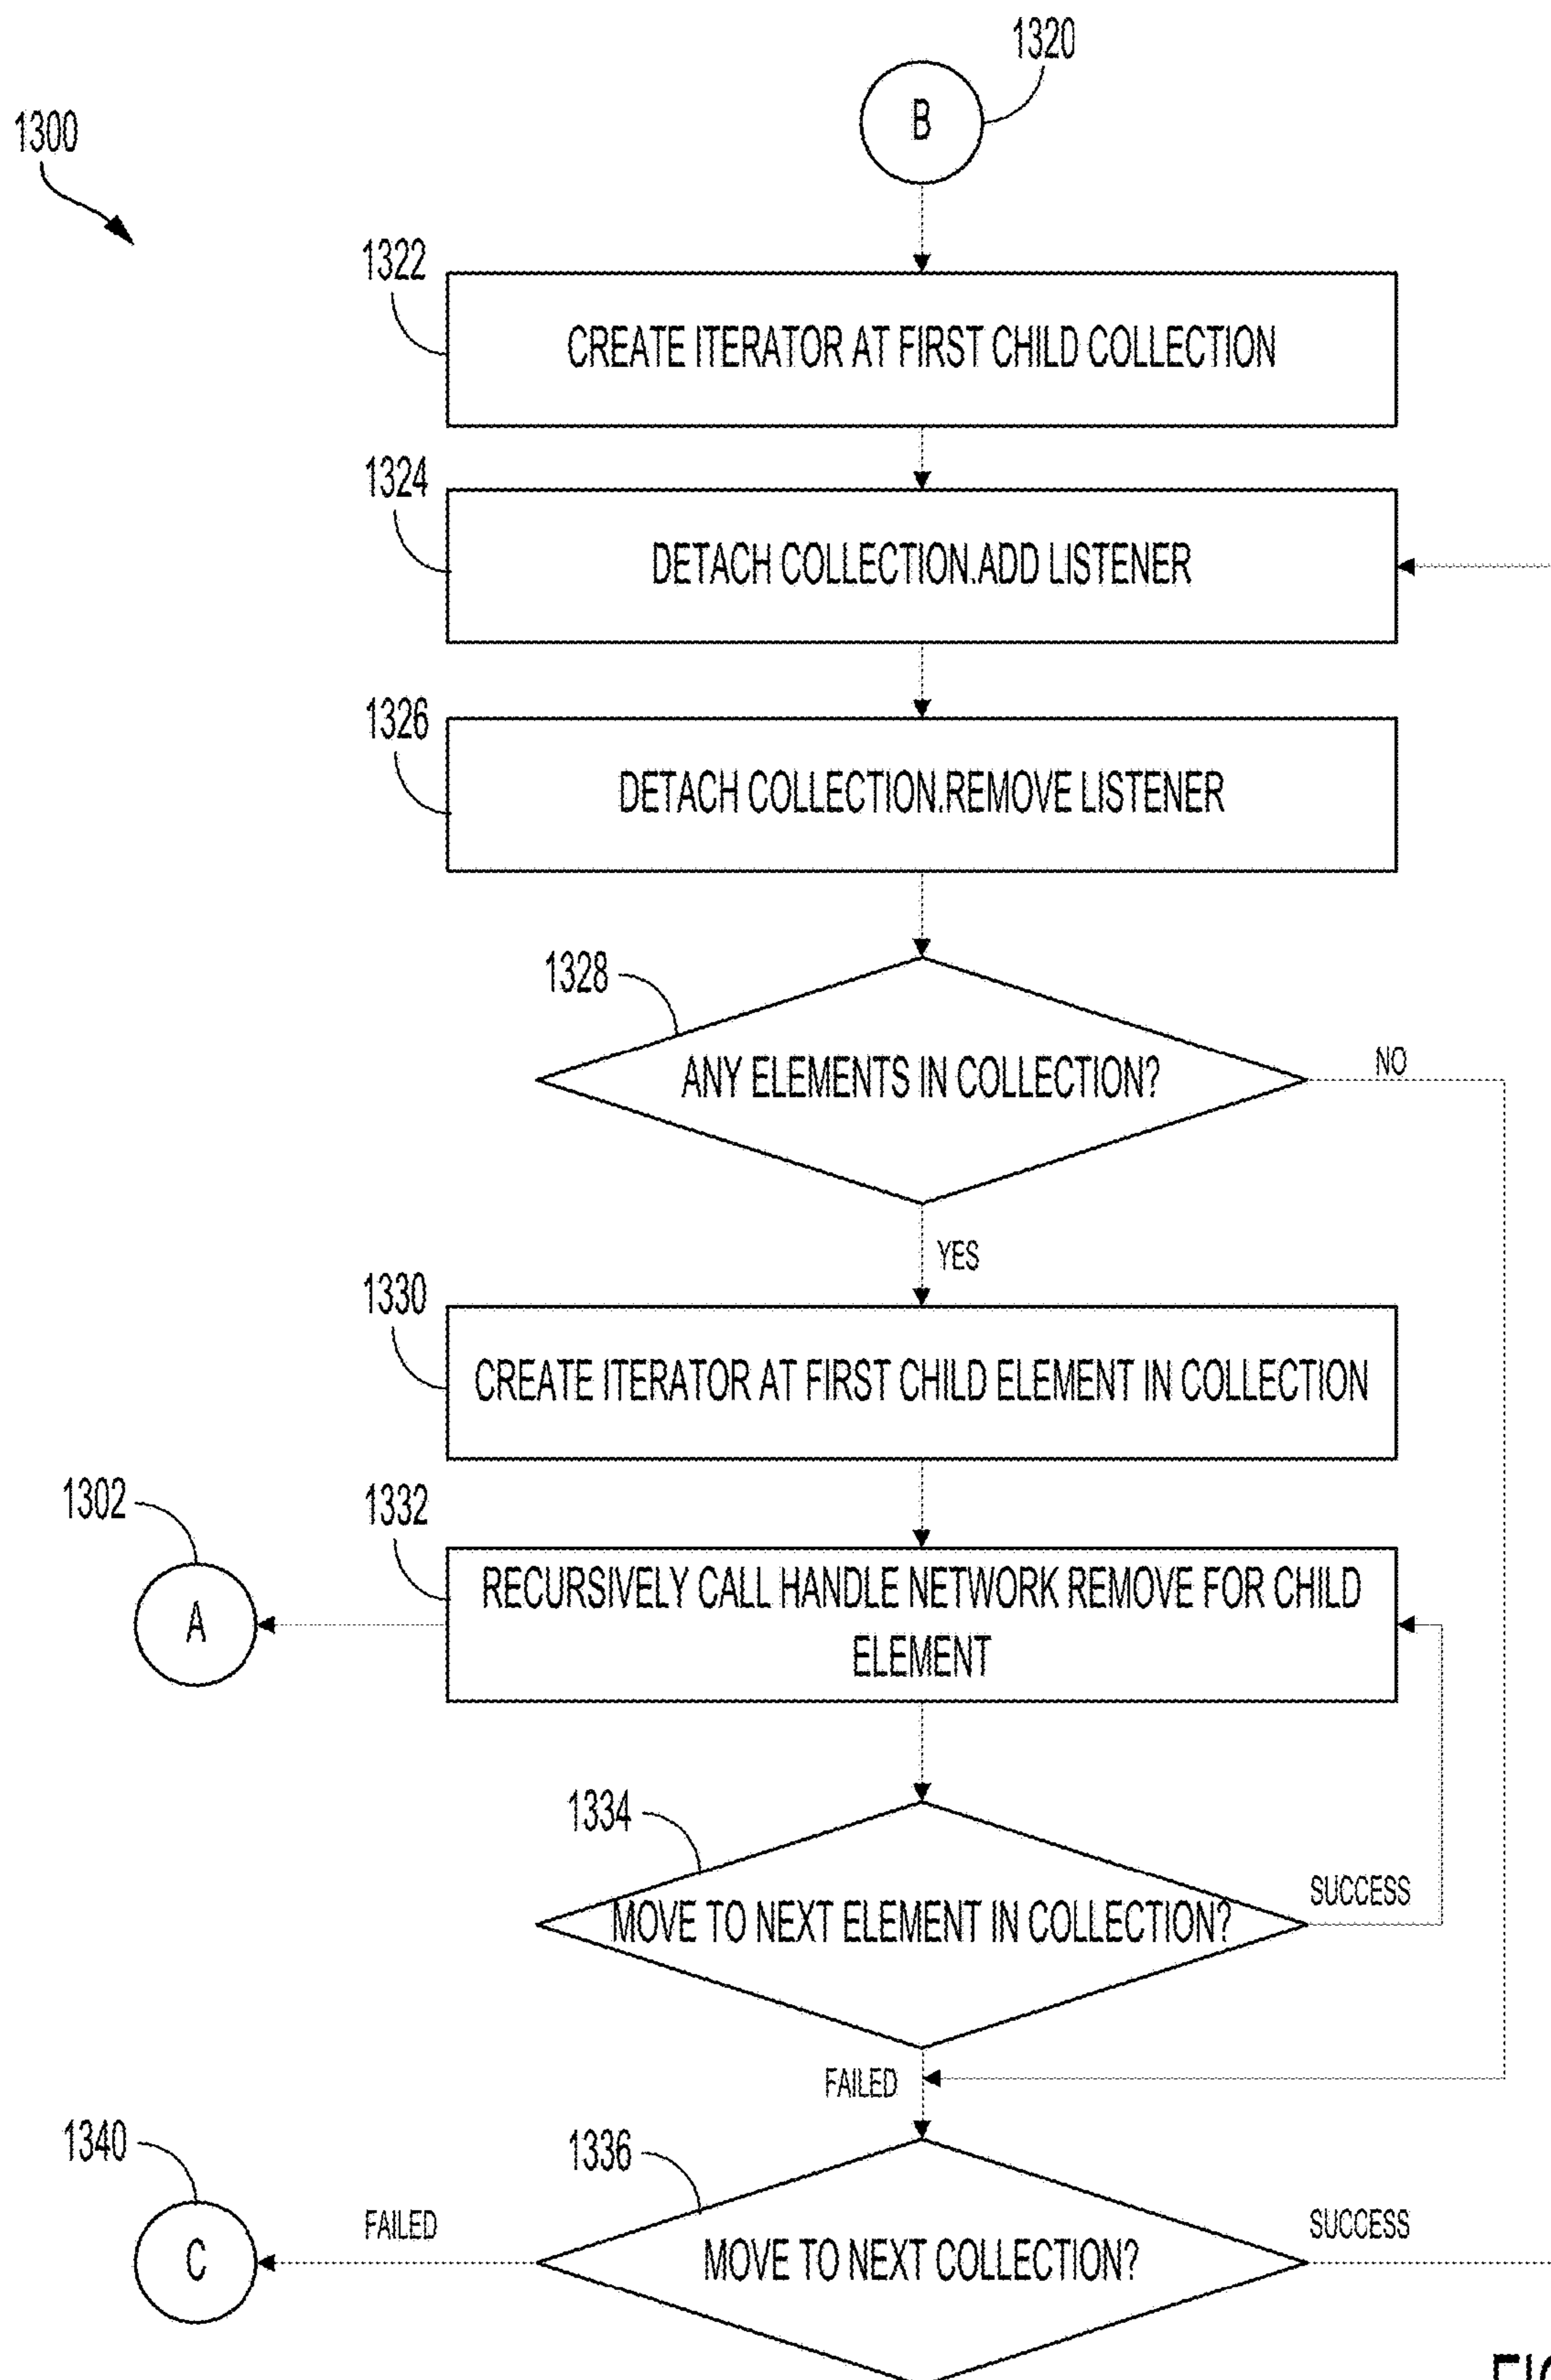 1320
B
1300
1322
CREATE ITERATOR AT FIRST CHILD COLLECTION
1324
DETACH COLLECTION.ADD LISTENER
1326
DETACH COLLECTION.REMOVE LISTENER
1328
ANY ELEMENTS IN COLLECTION?
NO
YES
1330
CREATE ITERATOR AT FIRST CHILD ELEMENT IN COLLECTION
1302
A
1332
RECURSIVELY CALL HANDLE NETWORK REMOVE FOR CHILD
ELEMENT
1334
MOVE TO NEXT ELEMENT IN COLLECTION?
SUCCESS
FAILED
1340
C
FAILED
1336
MOVE TO NEXT COLLECTION?
SUCCESS